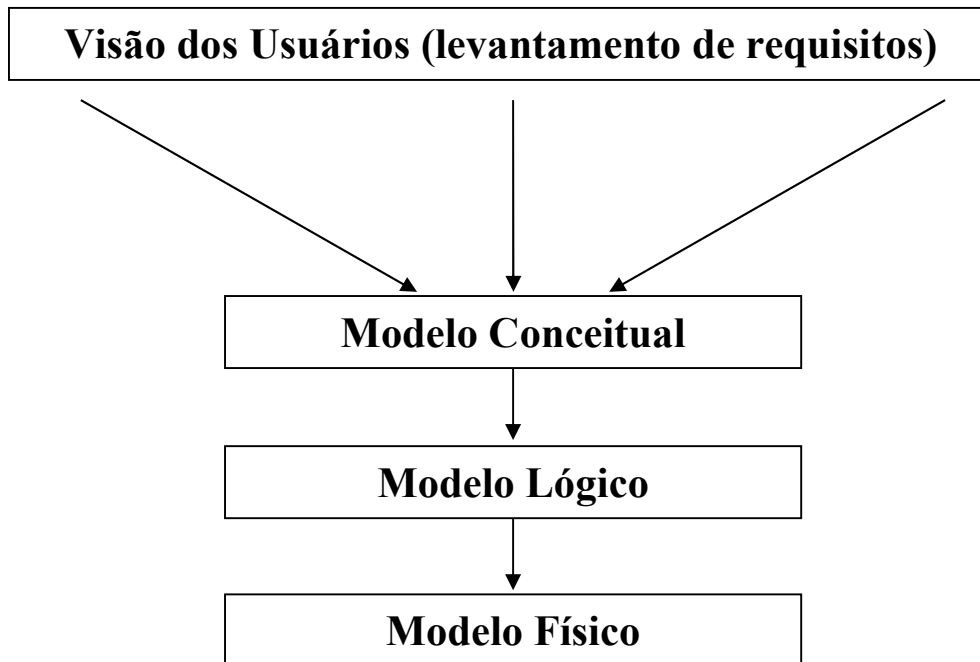 Visão dos Usuários (levantamento de requisitos)
Modelo Conceitual
Modelo Lógico
Modelo Físico